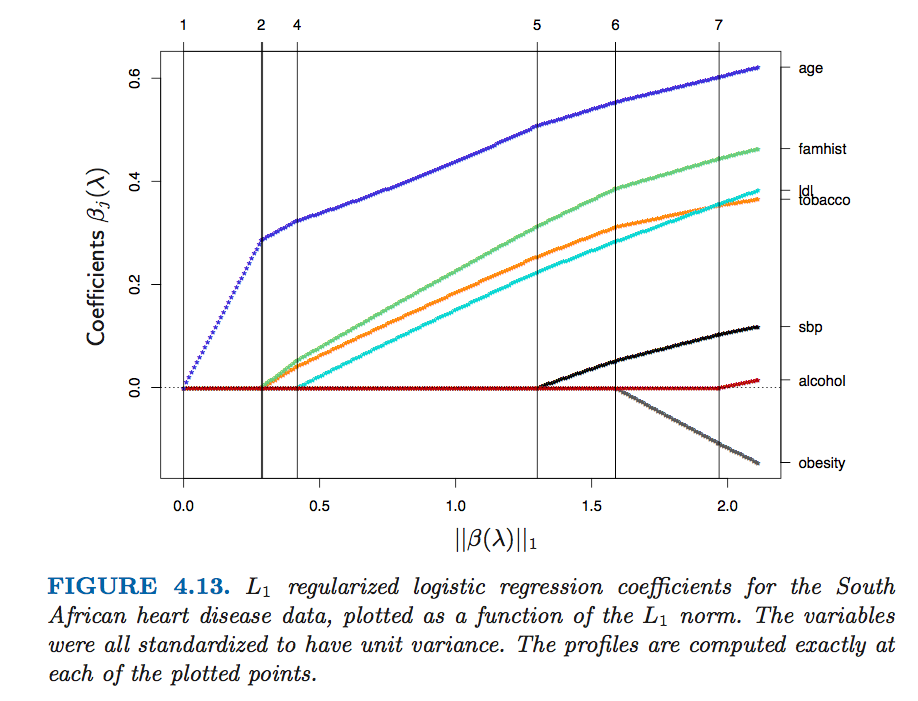 1 2 4 5 6 7
Coefficients βj(λ)
0.6
0.4
0.2
0.0
age
famhist
ldl
tobacco
sbp
alcohol
obesity
0.0 0.5 1.0 1.5 2.0
||β(λ)||1
FIGURE 4.13. L1 regularized logistic regression coefficients for the South
African heart disease data, plotted as a function of the L1 norm. The variables
were all standardized to have unit variance. The profiles are computed exactly at
each of the plotted points.